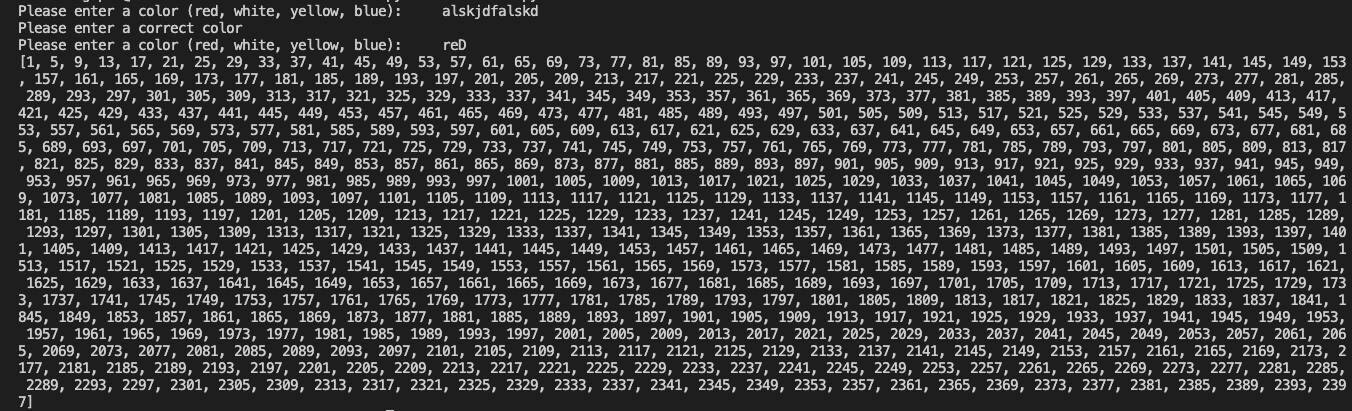 Please enter a color (red, white, yellow, blue):    alskjdfalskd
Please enter a correct color
Please enter a color (red, white, yellow, blue):    reD
[1, 5, 9, 13, 17, 21, 25, 29, 33, 37, 41, 45, 49, 53, 57, 61, 65, 69, 73, 77, 81, 85, 89, 93, 97, 101, 105, 109, 113, 117, 121, 125, 129, 133, 137, 141, 145, 149, 153
, 157, 161, 165, 169, 173, 177, 181, 185, 189, 193, 197, 201, 205, 209, 213, 217, 221, 225, 229, 233, 237, 241, 245, 249, 253, 257, 261, 265, 269, 273, 277, 281, 285,
289, 293, 297, 301, 305, 309, 313, 317, 321, 325, 329, 333, 337, 341, 345, 349, 353, 357, 361, 365, 369, 373, 377, 381, 385, 389, 393, 397, 401, 405, 409, 413, 417,
421, 425, 429, 433, 437, 441, 445, 449, 453, 457, 461, 465, 469, 473, 477, 481, 485, 489, 493, 497, 501, 505, 509, 513, 517, 521, 525, 529, 533, 537, 541, 545, 549, 5
53, 557, 561, 565, 569, 573, 577, 581, 585, 589, 593, 597, 601, 605, 609, 613, 617, 621, 625, 629, 633, 637, 641, 645, 649, 653, 657, 661, 665, 669, 673, 677, 681, 68
5, 689, 693, 697, 701, 705, 709, 713, 717, 721, 725, 729, 733, 737, 741, 745, 749, 753, 757, 761, 765, 769, 773, 777, 781, 785, 789, 793, 797, 801, 805, 809, 813, 817
, 821, 825, 829, 833, 837, 841, 845, 849, 853, 857, 861, 865, 869, 873, 877, 881, 885, 889, 893, 897, 901, 905, 909, 913, 917, 921, 925, 929, 933, 937, 941, 945, 949,
953, 957, 961, 965, 969, 973, 977, 981, 985, 989, 993, 997, 1001, 1005, 1009, 1013, 1017, 1021, 1025, 1029, 1033, 1037, 1041, 1045, 1049, 1053, 1057, 1061, 1065, 106
9, 1073, 1077, 1081, 1085, 1089, 1093, 1097, 1101, 1105, 1109, 1113, 1117, 1121, 1125, 1129, 1133, 1137, 1141, 1145, 1149, 1153, 1157, 1161, 1165, 1169, 1173, 1177, 1
181, 1185, 1189, 1193, 1197, 1201, 1205, 1209, 1213, 1217, 1221, 1225, 1229, 1233, 1237, 1241, 1245, 1249, 1253, 1257, 1261, 1265, 1269, 1273, 1277, 1281, 1285, 1289,
1293, 1297, 1301, 1305, 1309, 1313, 1317, 1321, 1325, 1329, 1333, 1337, 1341, 1345, 1349, 1353, 1357, 1361, 1365, 1369, 1373, 1377, 1381, 1385, 1389, 1393, 1397, 140
1, 1405, 1409, 1413, 1417, 1421, 1425, 1429, 1433, 1437, 1441, 1445, 1449, 1453, 1457, 1461, 1465, 1469, 1473, 1477, 1481, 1485, 1489, 1493, 1497, 1501, 1505, 1509, 1
513, 1517, 1521, 1525, 1529, 1533, 1537, 1541, 1545, 1549, 1553, 1557, 1561, 1565, 1569, 1573, 1577, 1581, 1585, 1589, 1593, 1597, 1601, 1605, 1609, 1613, 1617, 1621,
1625, 1629, 1633, 1637, 1641, 1645, 1649, 1653, 1657, 1661, 1665, 1669, 1673, 1677, 1681, 1685, 1689, 1693, 1697, 1701, 1705, 1709, 1713, 1717, 1721, 1725, 1729, 173
3, 1737, 1741, 1745, 1749, 1753, 1757, 1761, 1765, 1769, 1773, 1777, 1781, 1785, 1789, 1793, 1797, 1801, 1805, 1809, 1813, 1817, 1821, 1825, 1829, 1833, 1837, 1841, 1
845, 1849, 1853, 1857, 1861, 1865, 1869, 1873, 1877, 1881, 1885, 1889, 1893, 1897, 1901, 1905, 1909, 1913, 1917, 1921, 1925, 1929, 1933, 1937, 1941, 1945, 1949, 1953,
1957, 1961, 1965, 1969, 1973, 1977, 1981, 1985, 1989, 1993, 1997, 2001, 2005, 2009, 2013, 2017, 2021, 2025, 2029, 2033, 2037, 2041, 2045, 2049, 2053, 2057, 2061, 206
5, 2069, 2073, 2077, 2081, 2085, 2089, 2093, 2097, 2101, 2105, 2109, 2113, 2117, 2121, 2125, 2129, 2133, 2137, 2141, 2145, 2149, 2153, 2157, 2161, 2165, 2169, 2173, 2
177, 2181, 2185, 2189, 2193, 2197, 2201, 2205, 2209, 2213, 2217, 2221, 2225, 2229, 2233, 2237, 2241, 2245, 2249, 2253, 2257, 2261, 2265, 2269, 2273, 2277, 2281, 2285,
2289, 2293, 2297, 2301, 2305, 2309, 2313, 2317, 2321, 2325, 2329, 2333, 2337, 2341, 2345, 2349, 2353, 2357, 2361, 2365, 2369, 2373, 2377, 2381, 2385, 2389, 2393, 239
7]